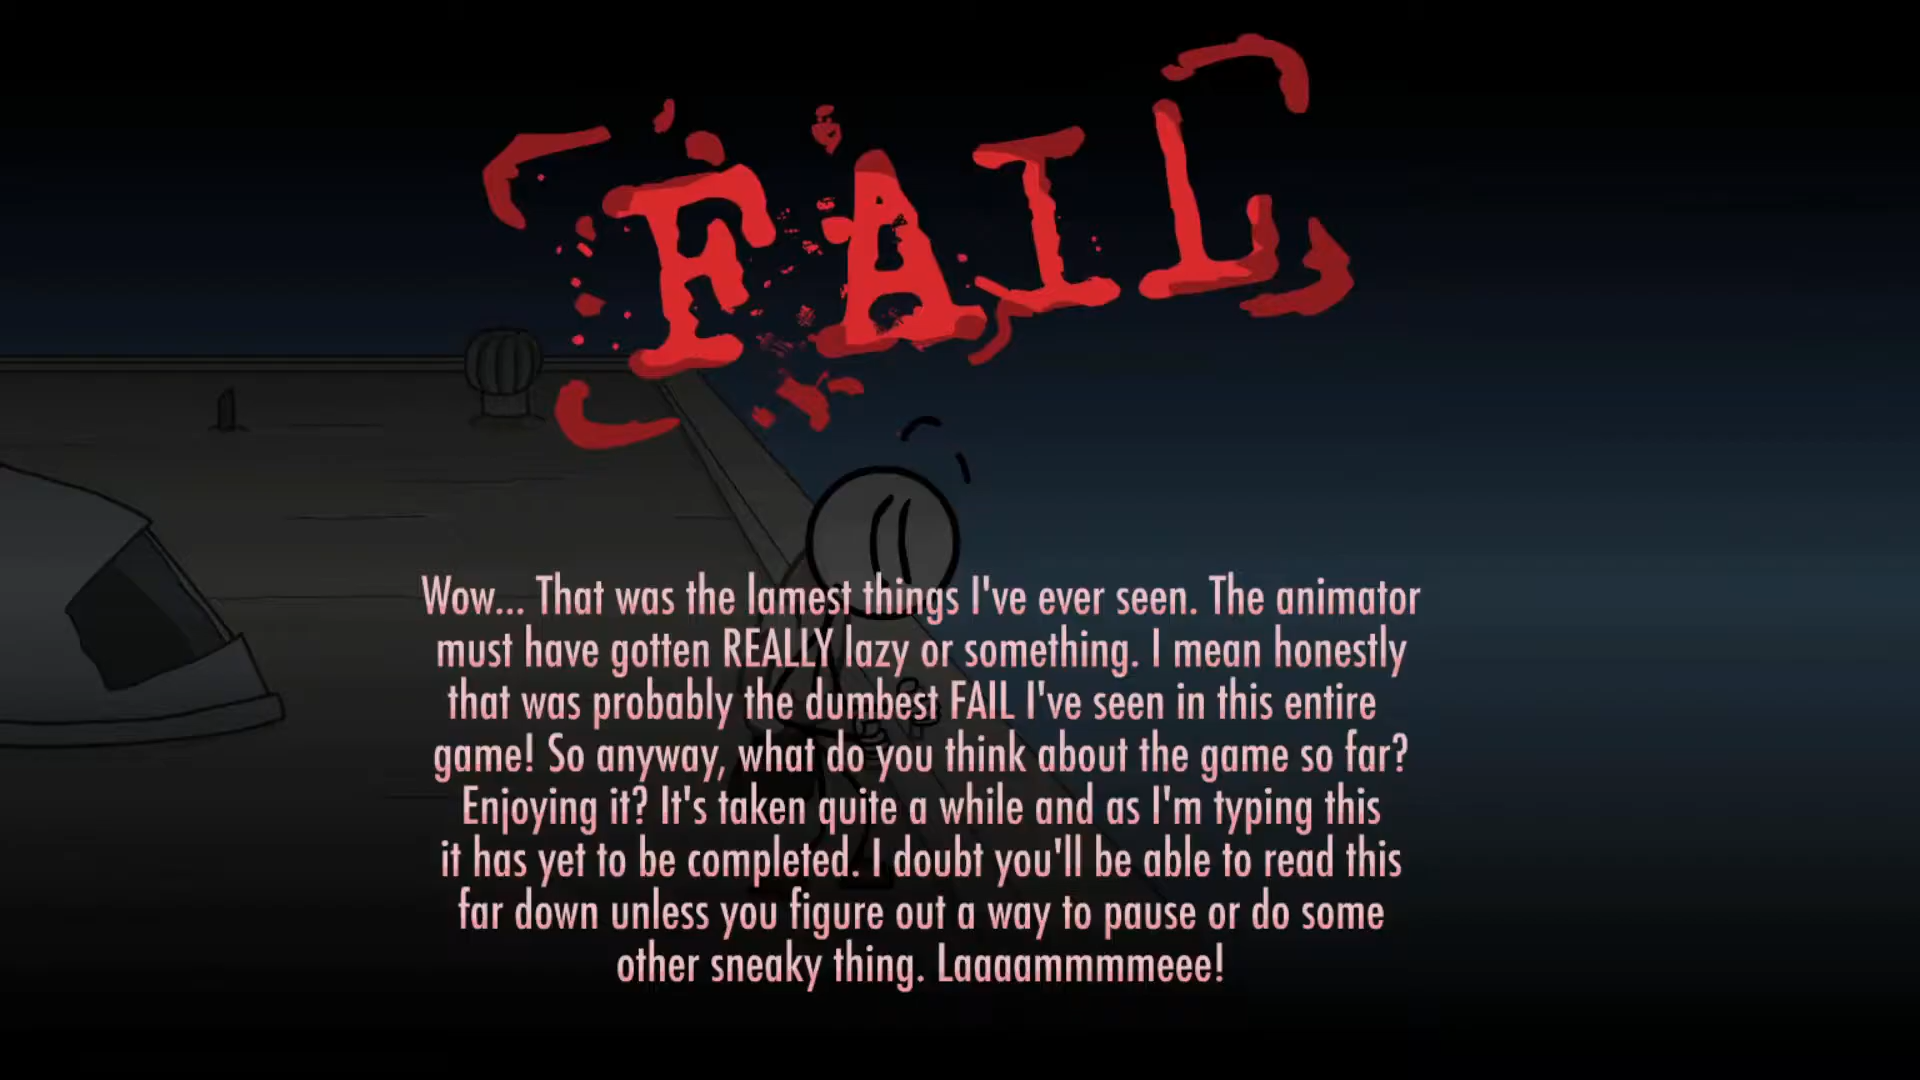 FAIL
Wow... That was the lamest things I've ever seen. The animator
must have gotten REALLY lazy or something. I mean honestly
that was probably the dumbest FAIL I've seen in this entire
game! So anyway, what do you think about the game so far?
Enjoying it? It's taken quite a while and as I'm typing this
it has yet to be completed. I doubt you'll be able to read this
far down unless you figure out a way to pause or do some
other sneaky thing. Laaaammmmeee!